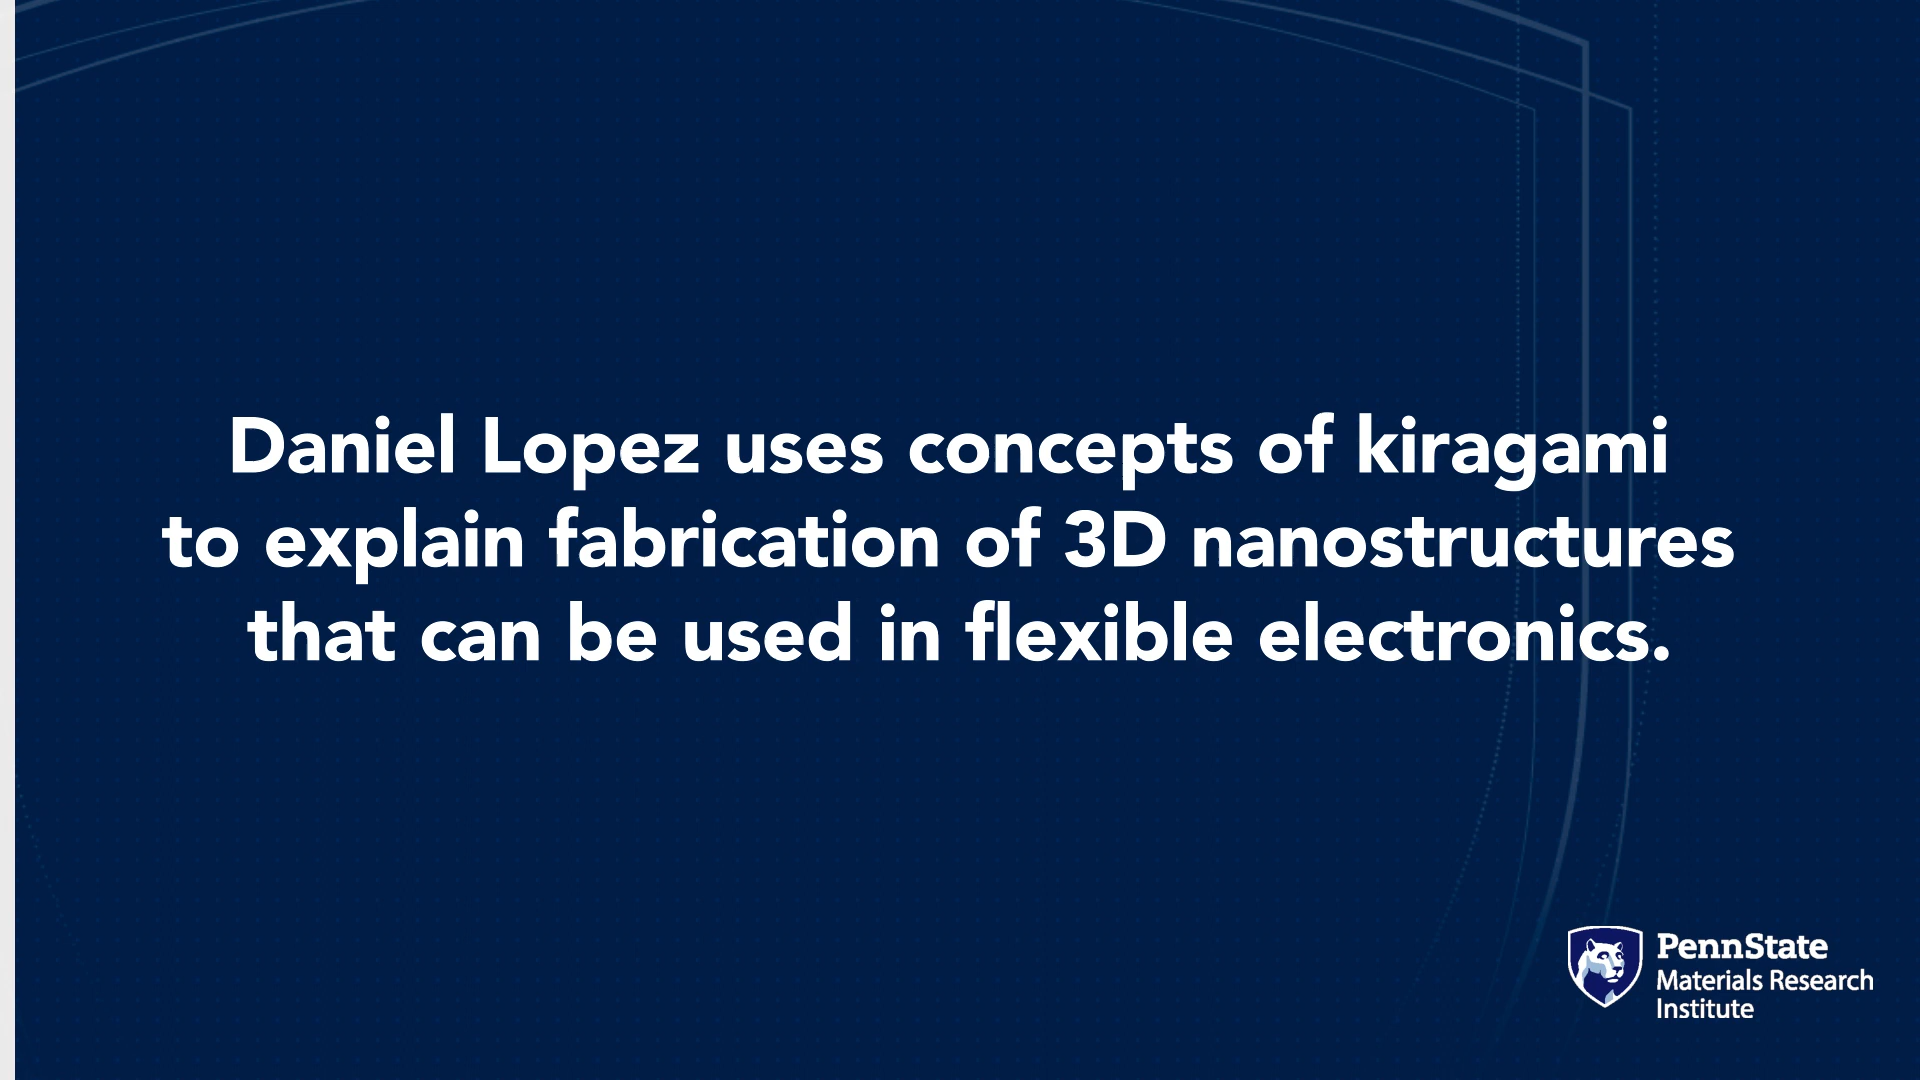 Daniel Lopez uses concepts of kiragami
to explain fabrication of 3D nanostructures
that can be used in flexible electronics.
PennState
Materials Research
Institute